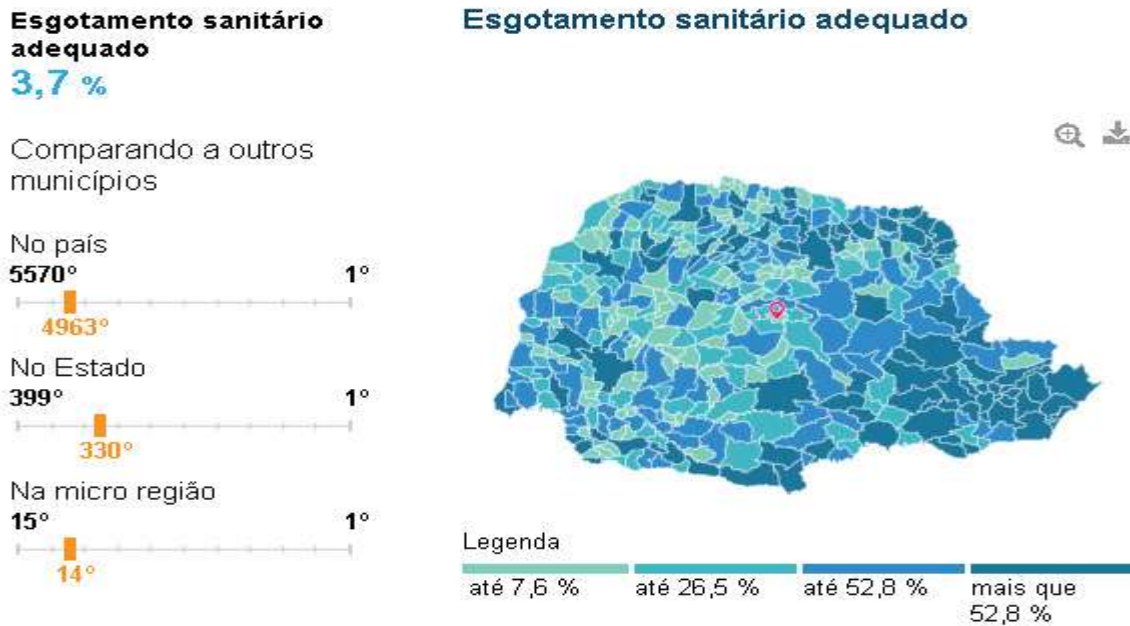 Esgotamento sanitário
adequado
3,7 %
Comparando a outros
municípios
No país
5570° 1°
4963°
No Estado
399° 1°
330°
Na micro região
15° 1°
14°
Esgotamento sanitário adequado
Legenda
até 7,6 % até 26,5 % até 52,8 % mais que
52,8 %